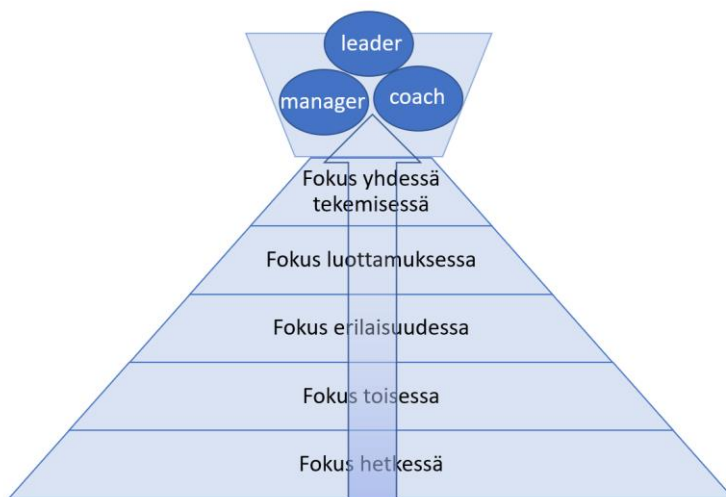 leader
manager
coach
Fokus yhdessä
tekemisessä
Fokus luottamuksessa
Fokus erilaisuudessa
Fokus toisessa
Fokus hetkessä